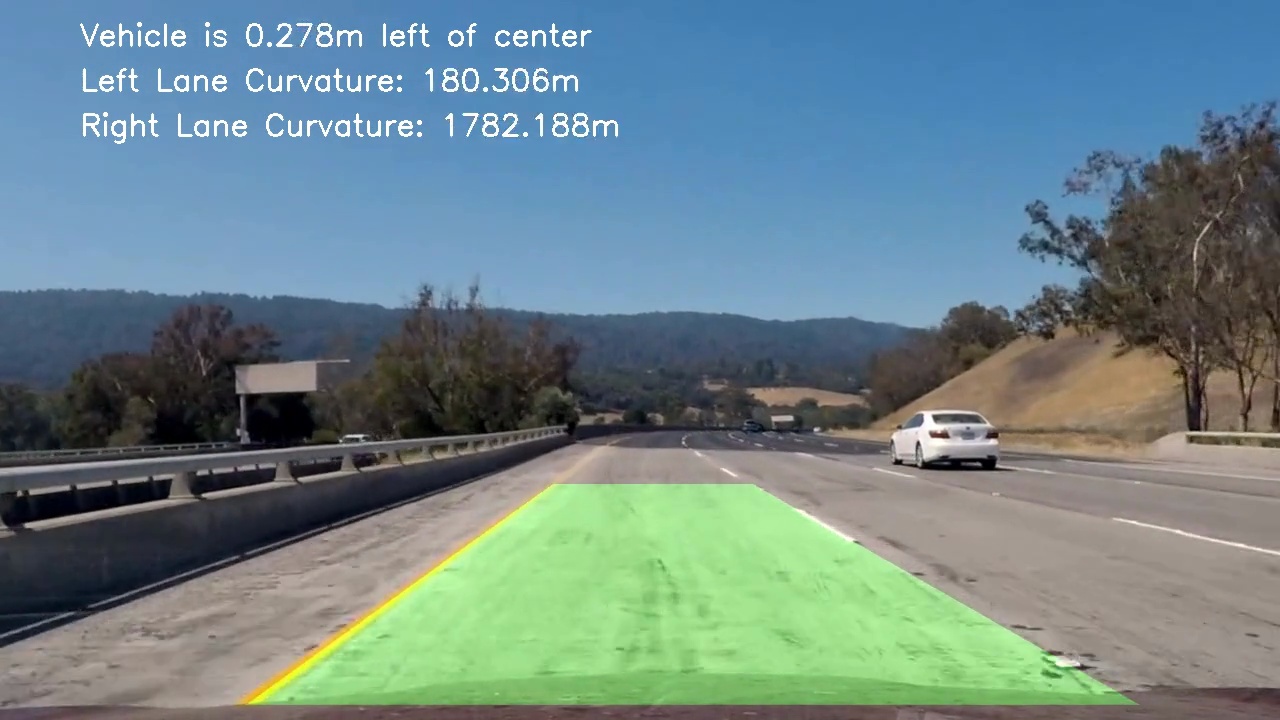 Vehicle is 0.278m left of center
Left Lane Curvature: 180.306m
Right Lane Curvature: 1782.188m